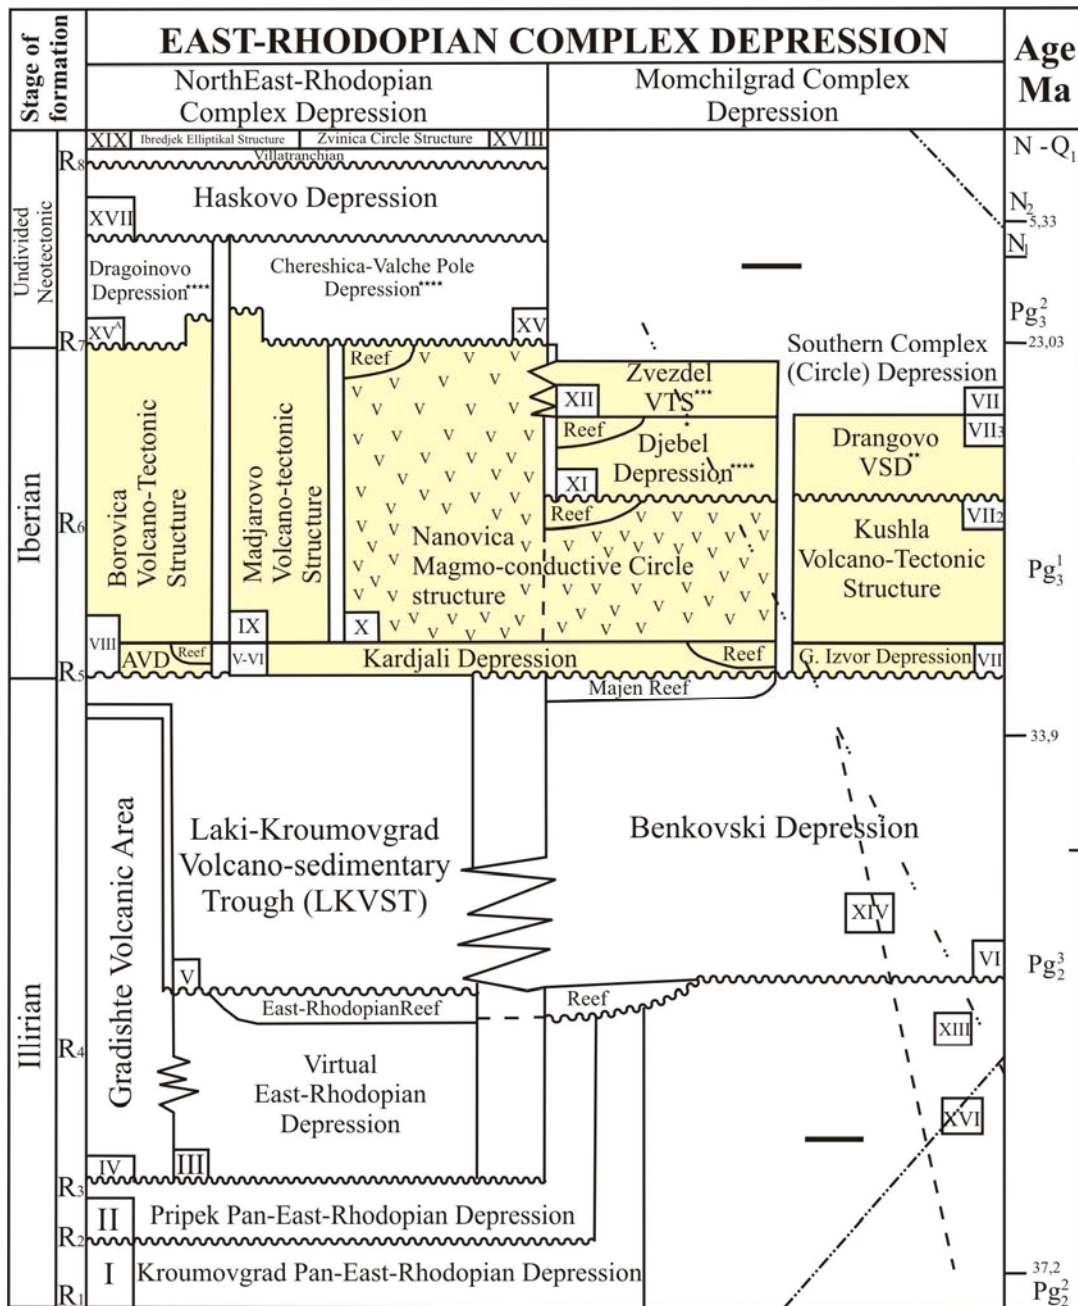 Stage of
formation
EAST-RHODOPIAN COMPLEX DEPRESSION
Age
Ma
NorthEast-Rhodopian
Complex Depression
Momchilgrad Complex
Depression
XIX
Ibredjek Elliptikal Structure
Zvinica Circle Structure
XVIII
N - Q1
R8
Villatranchian
Haskovo Depression
XVII
N2
5,33
N1
Undivided
Neotectonic
Dragoinovo
Depression****
Chereshica-Valche Pole
Depression****
XVA
XV
Pg₃²
R7
23,03
Southern Complex
(Circle) Depression
VII
Reef
Zvezdel
VTS***
XII
VII3
Reef
Djebel
Depression****
XI
Drangovo
VSD**
Iberian
R6
Borovica
Volcano-Tectonic
Structure
Madjarovo
Volcano-tectonic
Structure
Reef
VII2
Nanovica
Magmo-conductive Circle
structure
Kushla
Volcano-Tectonic
Structure
Pg₃¹
VIII
IX
X
R5
AVD
Reef
V-VI
Kardjali Depression
Reef
G. Izvor Depression
VII
Majen Reef
33,9
Illirian
Gradishte Volcanic Area
Laki-Kroumovgrad
Volcano-sedimentary
Trough (LKVST)
Benkovski Depression
XIV
V
VI
Pg₂³
East-RhodopianReef
Reef
XIII
R4
Virtual
East-Rhodopian
Depression
XVI
IV
III
R3
II
Pripek Pan-East-Rhodopian Depression
R2
I
Kroumovgrad Pan-East-Rhodopian Depression
R1
37,2
Pg₂²